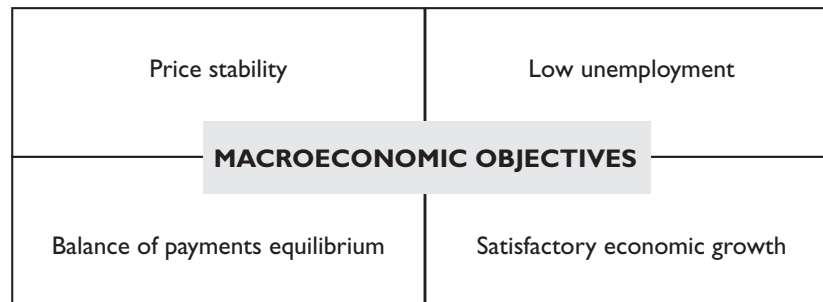 Price stability
Low unemployment
MACROECONOMIC OBJECTIVES
Balance of payments equilibrium
Satisfactory economic growth